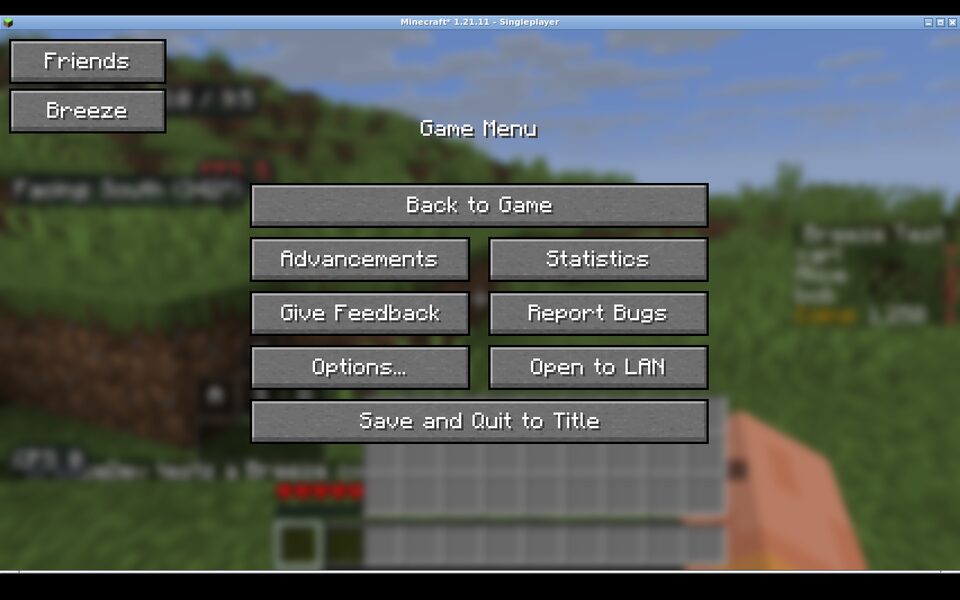 Minecraft* 1.21.11 - Singleplayer
Friends
Breeze
Game Menu
Back to Game
Advancements
Statistics
Give Feedback
Report Bugs
Options...
Open to LAN
Save and Quit to Title